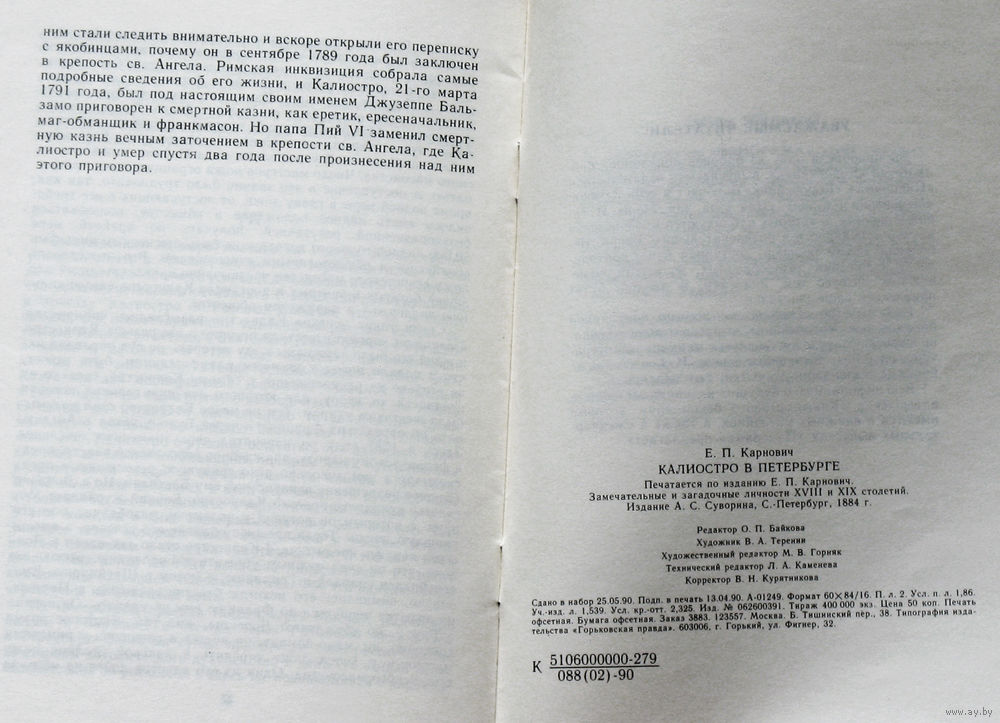 ним стали следить внимательно и вскоре открыли его переписку
с якобинцами, почему он в сентябре 1789 года был заключен
в крепость св. Ангела. Римская инквизиция собрала самые
подробные сведения об его жизни, и Калиостро, 21-го марта
1791 года, был под настоящим своим именем Джузеппе Баль-
замо приговорен к смертной казни, как еретик, ересеначальник,
маг-обманщик и франкмасон. Но папа Пий VI заменил смерт-
ную казнь вечным заточением в крепости св. Ангела, где Ка-
лиостро и умер спустя два года после произнесения над ним
этого приговора.
Е. П. Карнович
КАЛИОСТРО В ПЕТЕРБУРГЕ
Печатается по изданию Е. П. Карнович.
Замечательные и загадочные личности XVIII и XIX столетий.
Издание А. С. Суворина, С.-Петербург, 1884 г.
Редактор О. П. Байкова
Художник В. А. Теренин
Художественный редактор М. В. Горняк
Технический редактор Л. А. Каменева
Корректор В. Н. Курятникова
Сдано в набор 25.05.90. Подп. в печать 13.04.90. А-01249. Формат 60×84/16. П. л. 2. Усл. п. л. 1,86.
Уч.-изд. л. 1,539. Усл. кр.-отт. 2,325. Изд. № 062600391. Тираж 400 000 экз. Цена 50 коп. Печать
офсетная. Бумага офсетная. Заказ 3883. 123557. Москва. Б. Тишинский пер., 38. Типография изда-
тельства «Горьковская правда». 603006, г. Горький, ул. Фигнер, 32.
К 5106000000-279
088(02)-90
www.ay.by